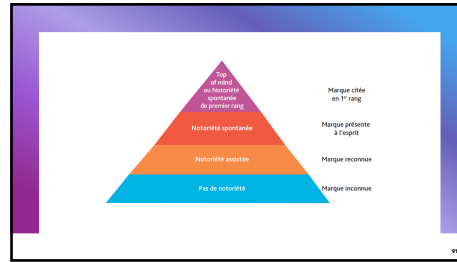 Top
of mind
ou Notoriété
spontanée
de premier rang
Marque citée
en 1er rang
Notoriété spontanée
Marque présente
à l'esprit
Notoriété assistée
Marque reconnue
Pas de notoriété
Marque inconnue
91